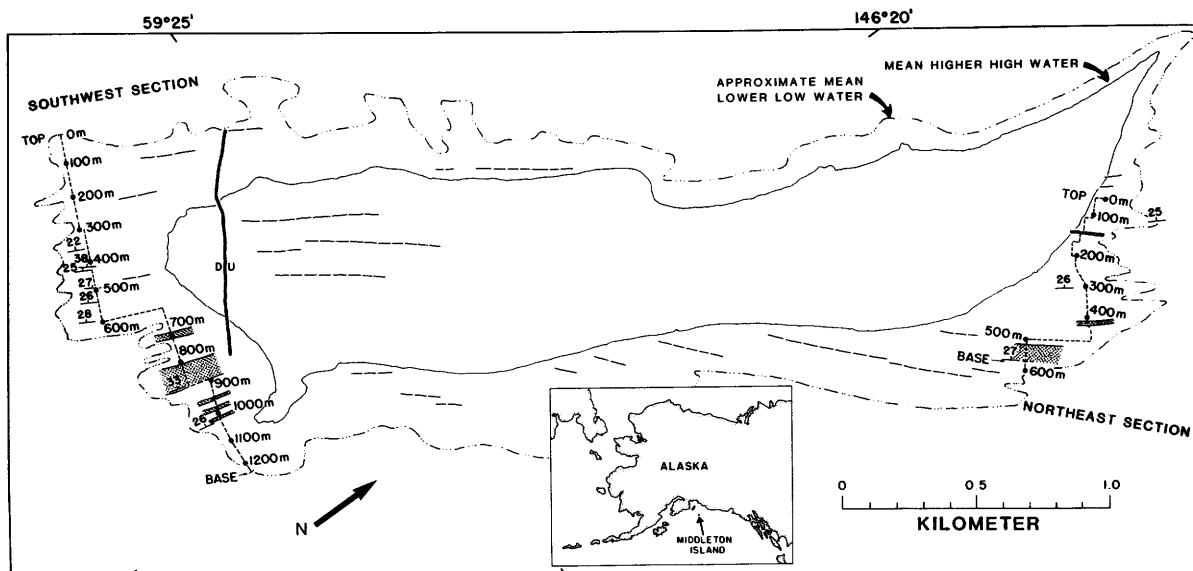 59°25'
146°20'
SOUTHWEST SECTION
MEAN HIGHER HIGH WATER
APPROXIMATE MEAN
LOWER LOW WATER
TOP
0m
100m
200m
300m
22
38
400m
25
27
500m
26
28
600m
700m
800m
33
900m
1000m
26
1100m
1200m
BASE
D U
TOP
0m
100m
25
200m
26
300m
400m
500m
27
BASE
600m
NORTHEAST SECTION
N
ALASKA
MIDDLETON
ISLAND
0 0.5 1.0
KILOMETER